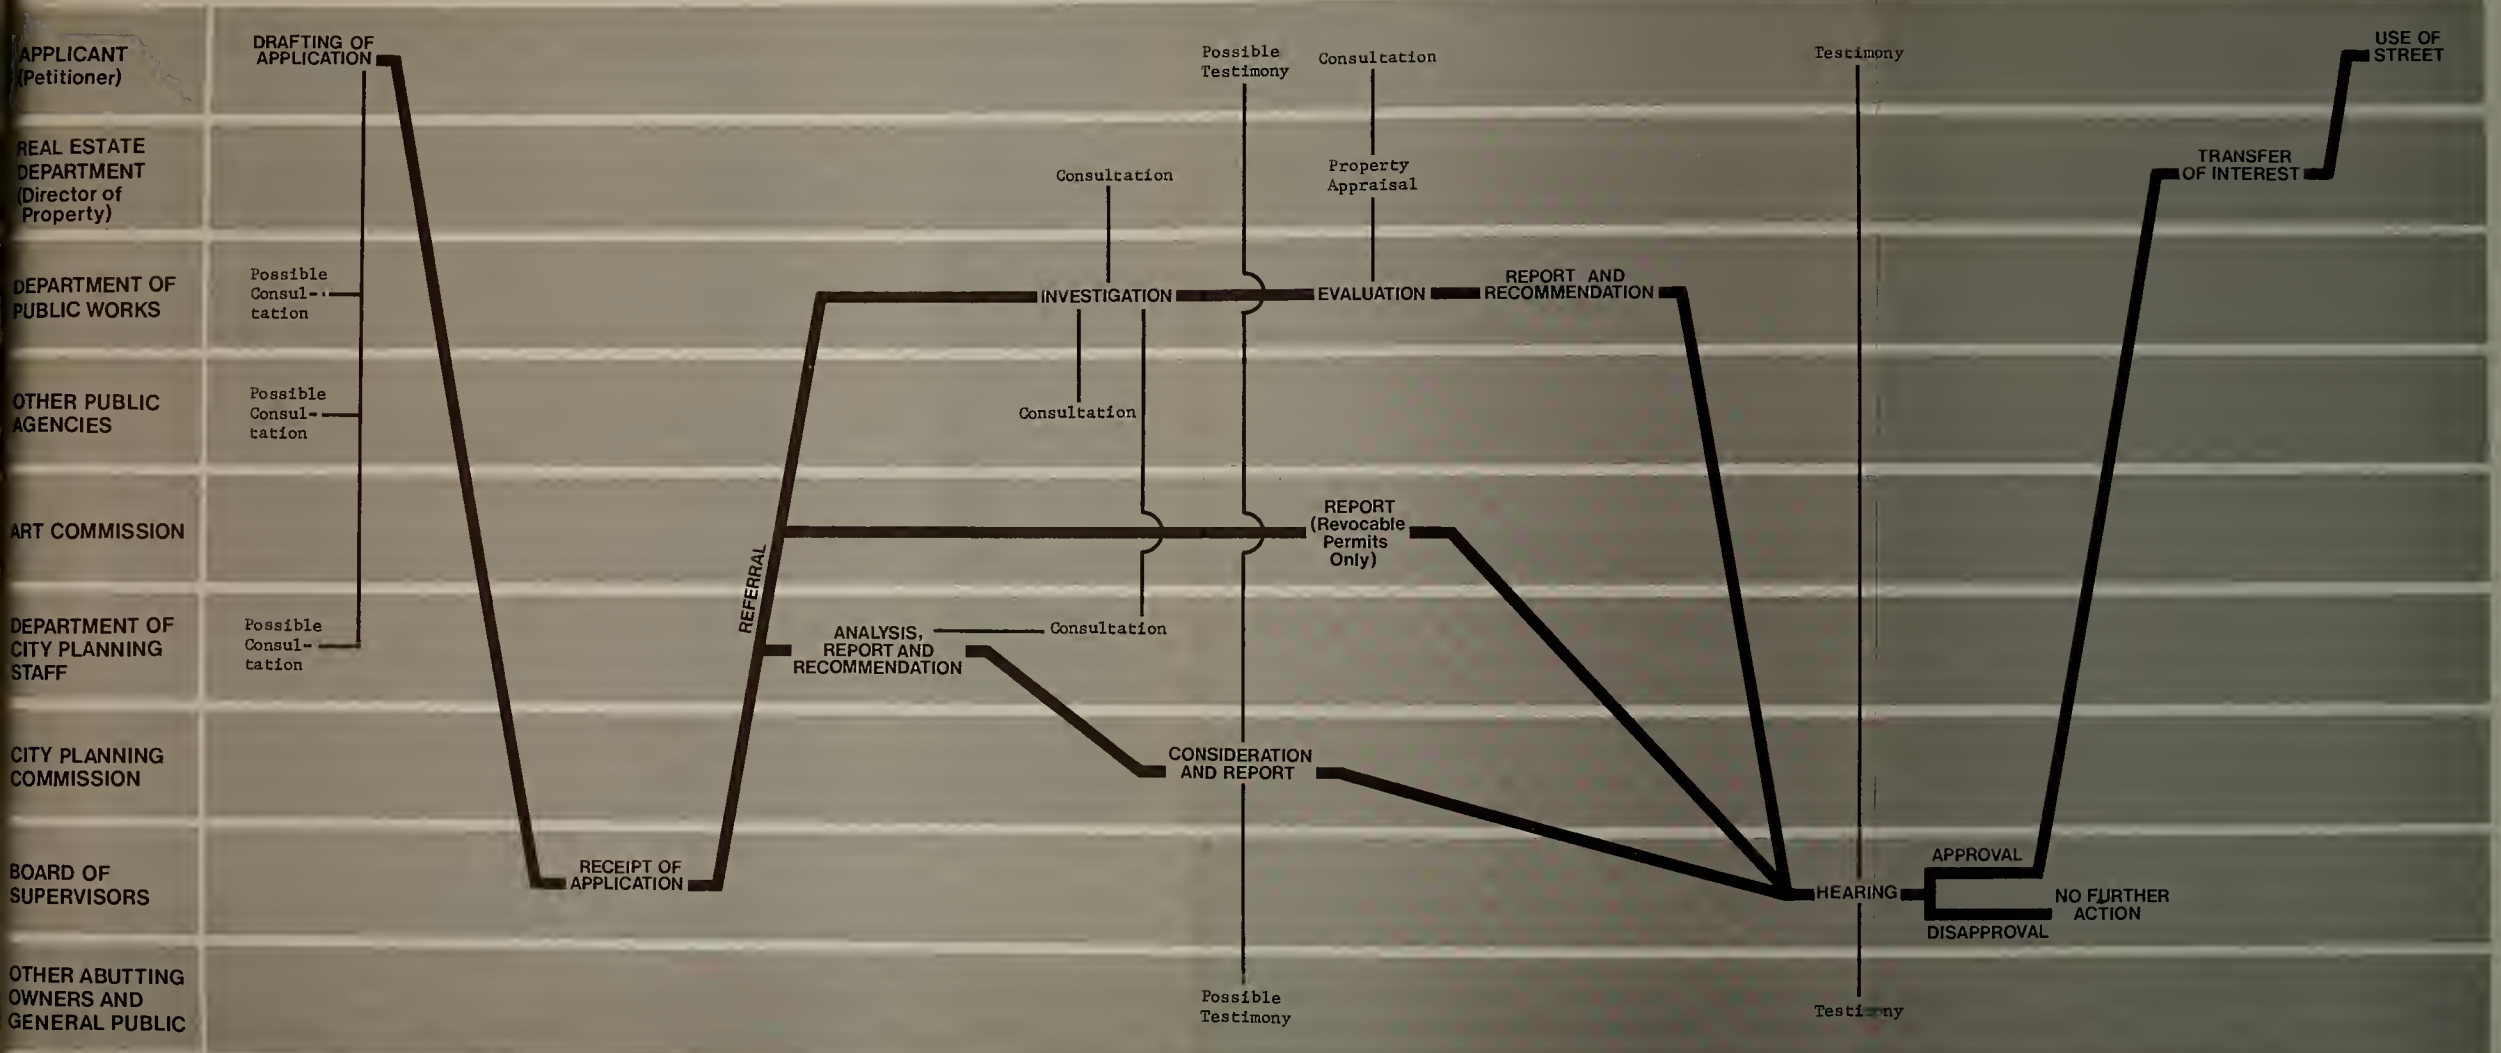 APPLICANT
(Petitioner)
DRAFTING OF
APPLICATION
Possible
Testimony
Consultation
Testimony
USE OF
STREET
REAL ESTATE
DEPARTMENT
(Director of
Property)
Consultation
Property
Appraisal
TRANSFER
OF INTEREST
DEPARTMENT OF
PUBLIC WORKS
Possible
Consul-
tation
INVESTIGATION
EVALUATION
REPORT AND
RECOMMENDATION
OTHER PUBLIC
AGENCIES
Possible
Consul-
tation
Consultation
ART COMMISSION
REFERRAL
REPORT
(Revocable
Permits
Only)
DEPARTMENT OF
CITY PLANNING
STAFF
Possible
Consul-
tation
ANALYSIS,
REPORT AND
RECOMMENDATION
Consultation
CITY PLANNING
COMMISSION
CONSIDERATION
AND REPORT
BOARD OF
SUPERVISORS
RECEIPT OF
APPLICATION
HEARING
APPROVAL
NO FURTHER
ACTION
DISAPPROVAL
OTHER ABUTTING
OWNERS AND
GENERAL PUBLIC
Possible
Testimony
Testimony